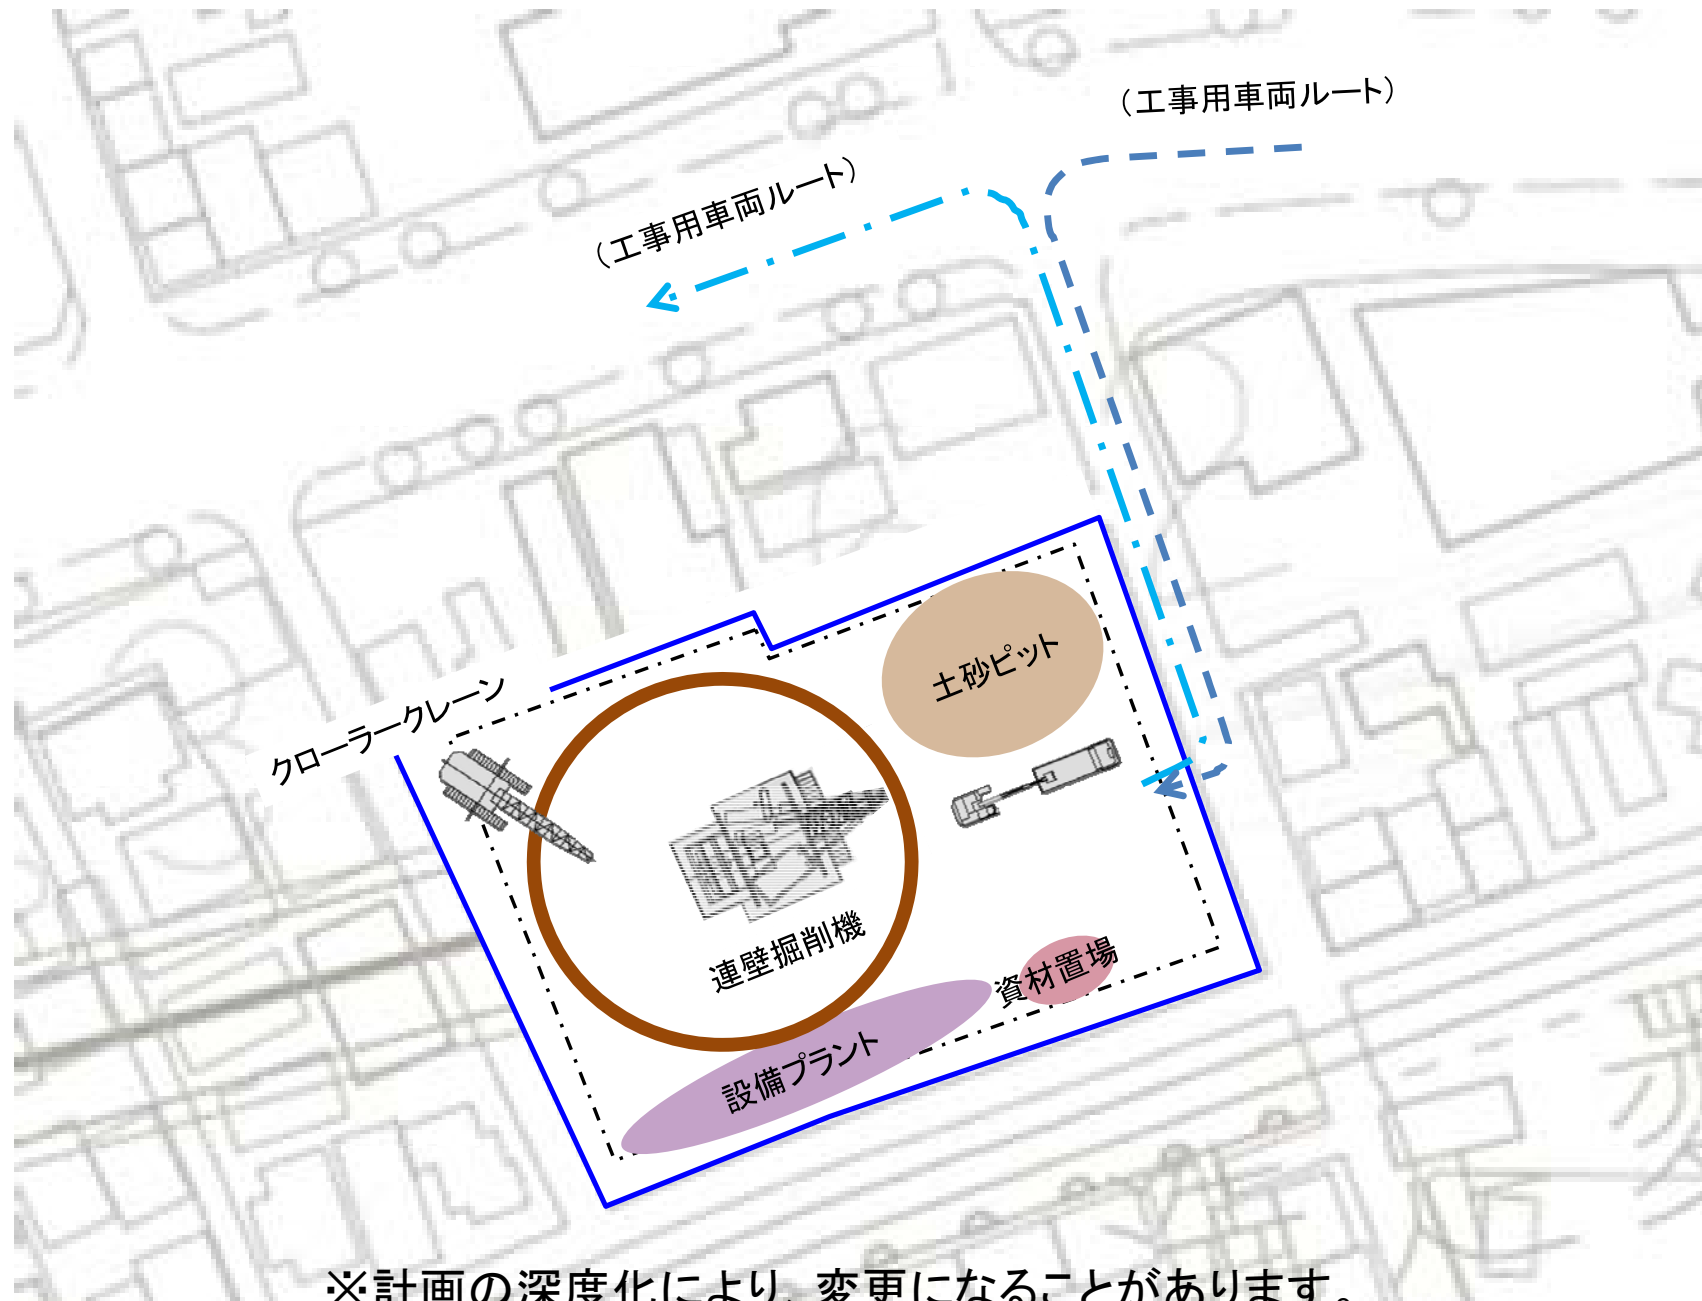 （工事用車両ルート）
（工事用車両ルート）
土砂ピット
クローラークレーン
連壁掘削機
資材置場
設備プラント
※計画の深度化により、変更になることがあります。